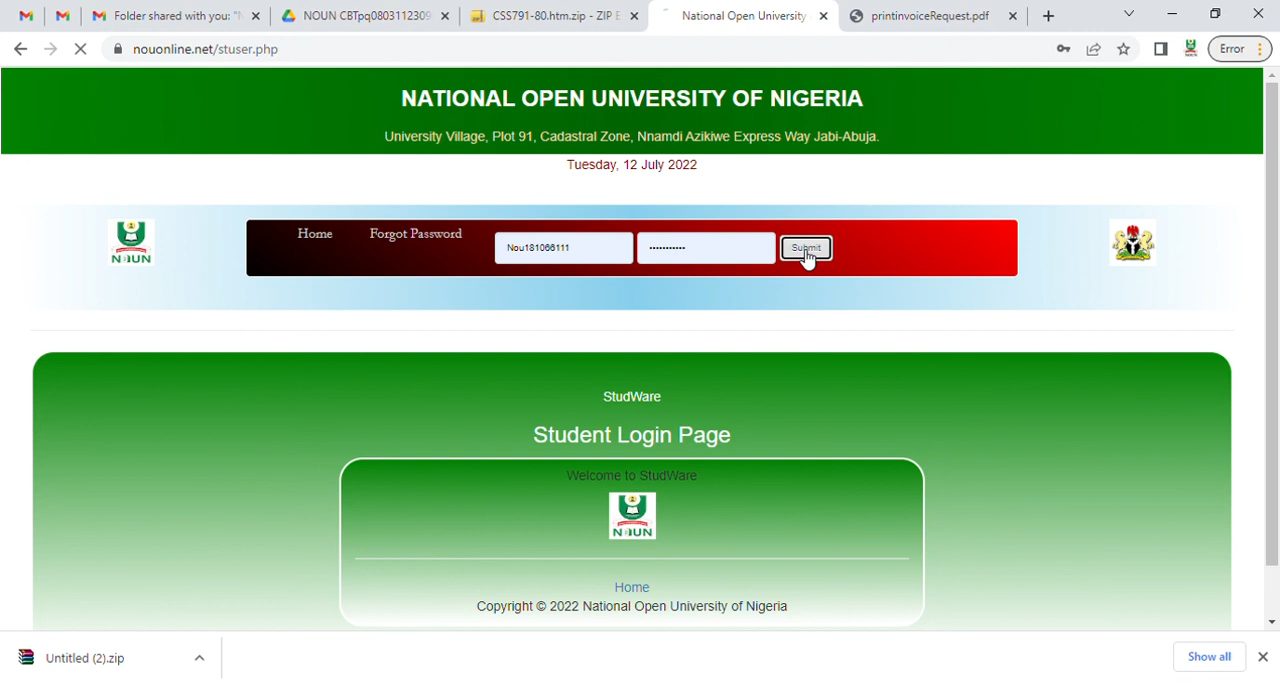 Folder shared with you: "N
NOUN CBTpq0803112309
CSS791-80.htm.zip - ZIP E
National Open University
printinvoiceRequest.pdf
nouonline.net/stuser.php
Error
NATIONAL OPEN UNIVERSITY OF NIGERIA
University Village, Plot 91, Cadastral Zone, Nnamdi Azikiwe Express Way Jabi-Abuja.
Tuesday, 12 July 2022
NOUN
Home
Forgot Password
Nou181066111
•••••••••••
Submit
StudWare
Student Login Page
Welcome to StudWare
NOUN
Home
Copyright © 2022 National Open University of Nigeria
Untitled (2).zip
Show all